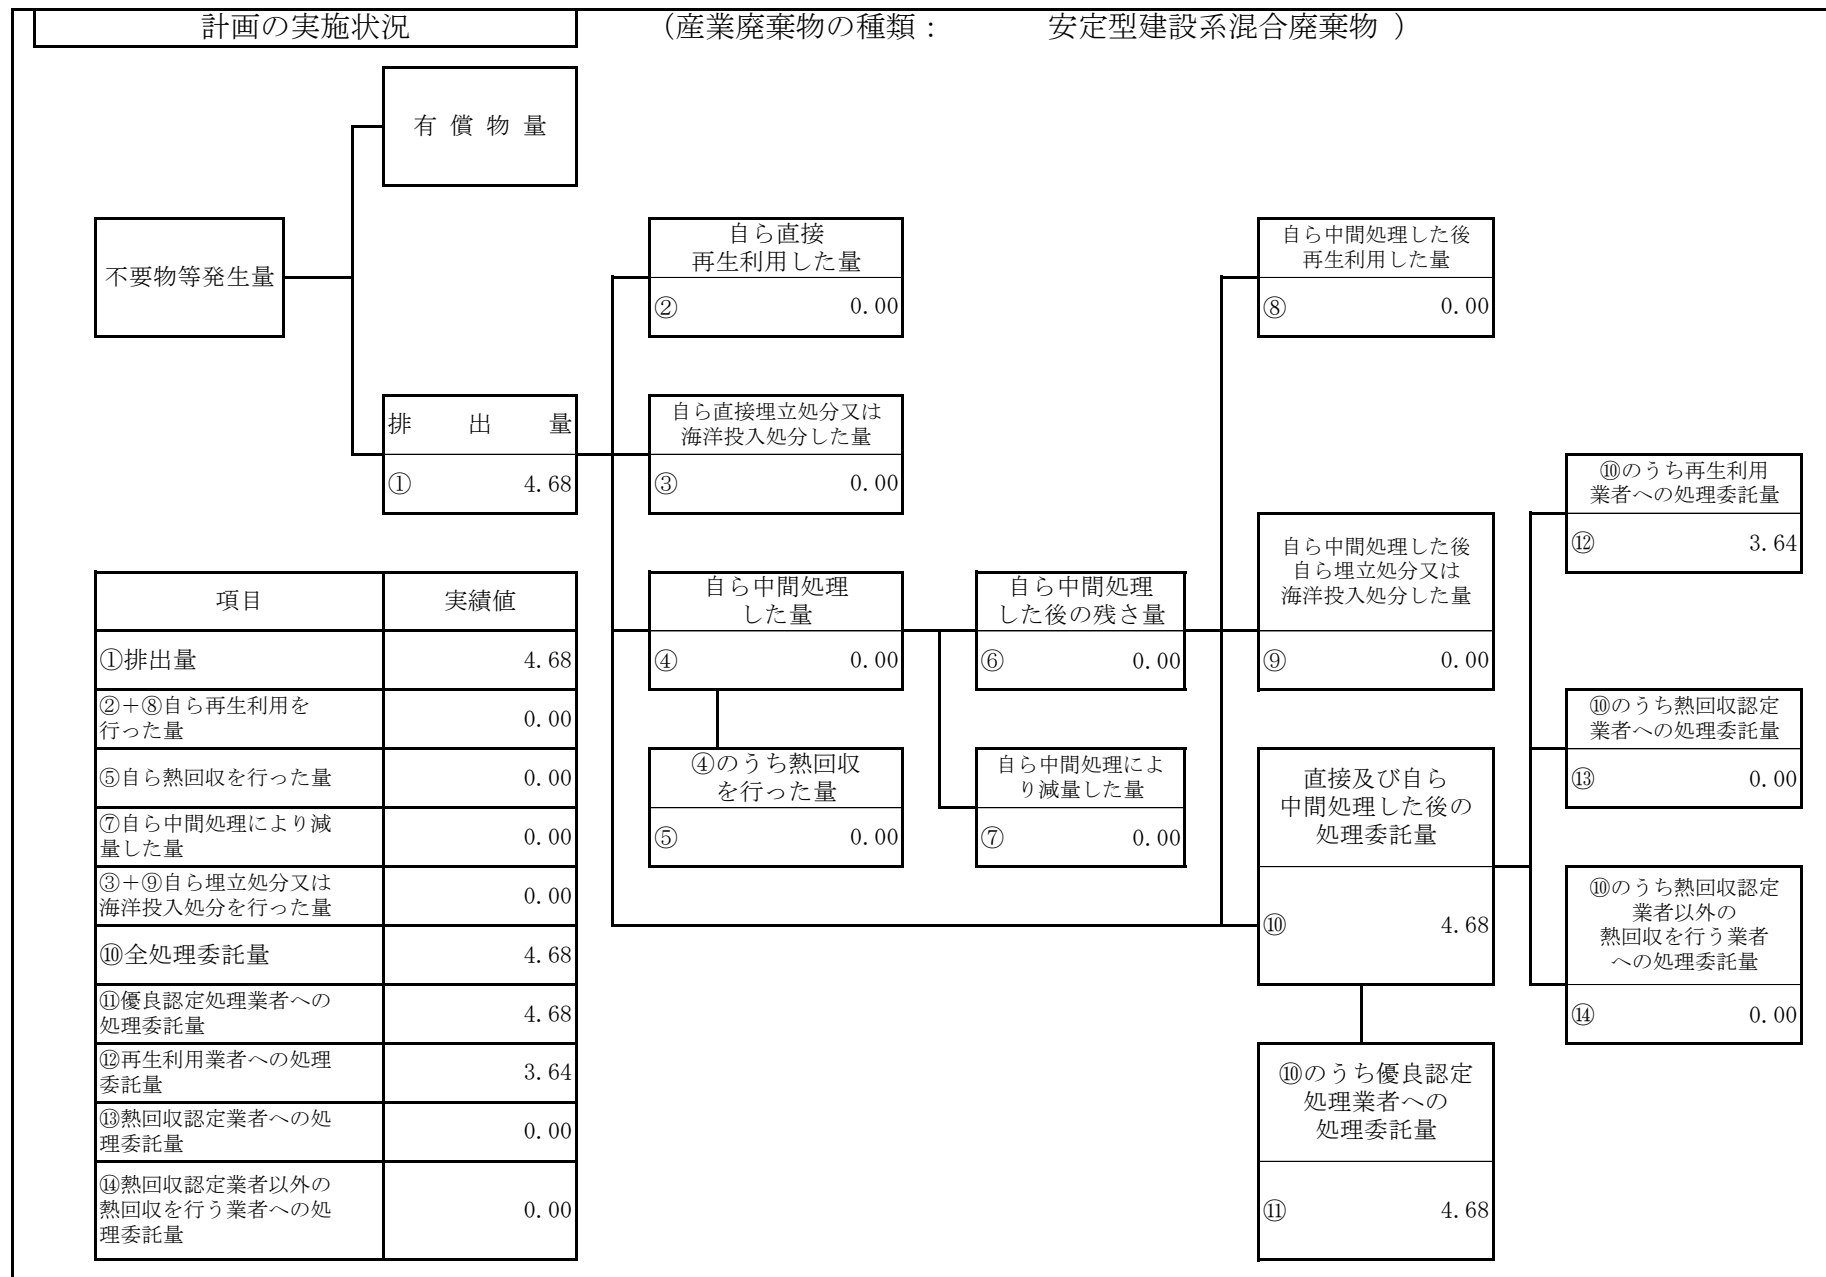 計画の実施状況
（産業廃棄物の種類： 安定型建設系混合廃棄物 ）
有 償 物 量
不要物等発生量
自ら直接
再生利用した量
② 0.00
自ら中間処理した後
再生利用した量
⑧ 0.00
排 出 量
① 4.68
自ら直接埋立処分又は
海洋投入処分した量
③ 0.00
⑩のうち再生利用
業者への処理委託量
⑫ 3.64
自ら中間処理
した量
④ 0.00
自ら中間処理
した後の残さ量
⑥ 0.00
自ら中間処理した後
自ら埋立処分又は
海洋投入処分した量
⑨ 0.00
④のうち熱回収
を行った量
⑤ 0.00
自ら中間処理によ
り減量した量
⑦ 0.00
直接及び自ら
中間処理した後の
処理委託量
⑩ 4.68
⑩のうち熱回収認定
業者への処理委託量
⑬ 0.00
⑩のうち熱回収認定
業者以外の
熱回収を行う業者
への処理委託量
⑭ 0.00
⑩のうち優良認定
処理業者への
処理委託量
⑪ 4.68
項目 実績値
①排出量 4.68
②＋⑧自ら再生利用を
行った量 0.00
⑤自ら熱回収を行った量 0.00
⑦自ら中間処理により減
量した量 0.00
③＋⑨自ら埋立処分又は
海洋投入処分を行った量 0.00
⑩全処理委託量 4.68
⑪優良認定処理業者への
処理委託量 4.68
⑫再生利用業者への処理
委託量 3.64
⑬熱回収認定業者への処
理委託量 0.00
⑭熱回収認定業者以外の
熱回収を行う業者への処
理委託量 0.00